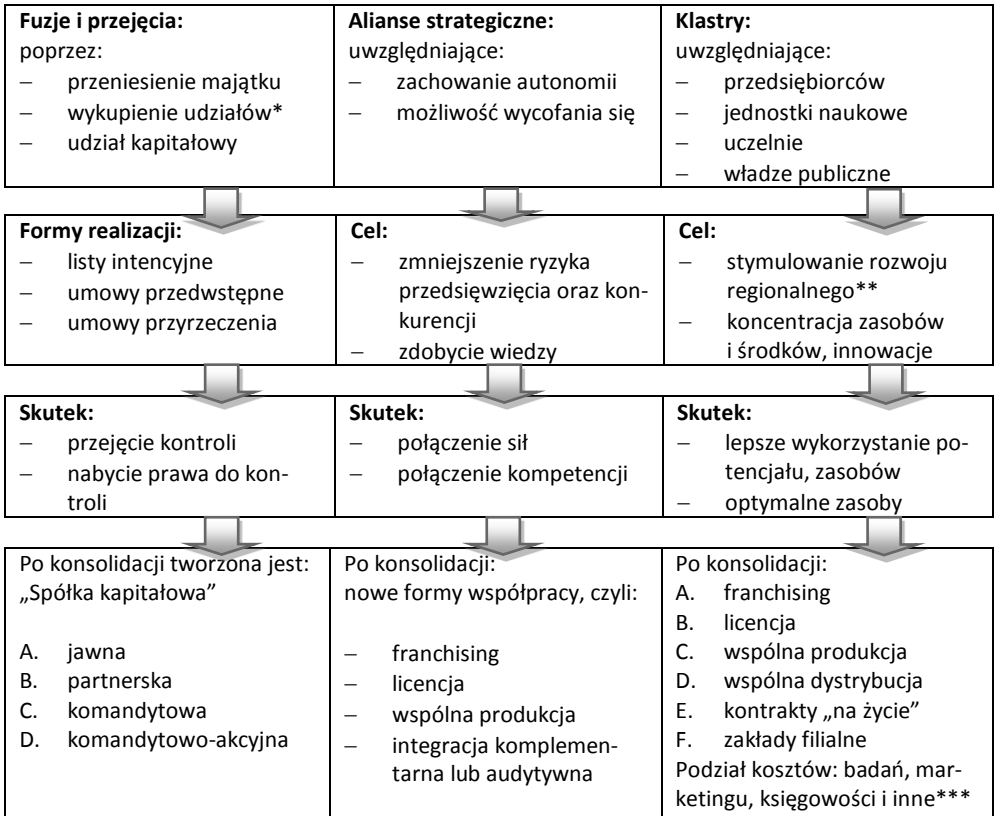 Fuzje i przejęcia:
poprzez:
– przeniesienie majątku
– wykupienie udziałów*
– udział kapitałowy
Alianse strategiczne:
uwzględniające:
– zachowanie autonomii
– możliwość wycofania się
Klastry:
uwzględniające:
– przedsiębiorców
– jednostki naukowe
– uczelnie
– władze publiczne
Formy realizacji:
– listy intencyjne
– umowy przedwstępne
– umowy przyrzeczenia
Cel:
– zmniejszenie ryzyka
przedsięwzięcia oraz kon-
kurencji
– zdobycie wiedzy
Cel:
– stymulowanie rozwoju
regionalnego**
– koncentracja zasobów
i środków, innowacje
Skutek:
– przejęcie kontroli
– nabycie prawa do kon-
troli
Skutek:
– połączenie sił
– połączenie kompetencji
Skutek:
– lepsze wykorzystanie po-
tencjału, zasobów
– optymalne zasoby
Po konsolidacji tworzona jest:
„Spółka kapitałowa”
A. jawna
B. partnerska
C. komandytowa
D. komandytowo-akcyjna
Po konsolidacji:
nowe formy współpracy, czyli:
– franchising
– licencja
– wspólna produkcja
– integracja komplemen-
tarna lub audytywna
Po konsolidacji:
A. franchising
B. licencja
C. wspólna produkcja
D. wspólna dystrybucja
E. kontrakty „na życie”
F. zakłady filialne
Podział kosztów: badań, mar-
ketingu, księgowości i inne***